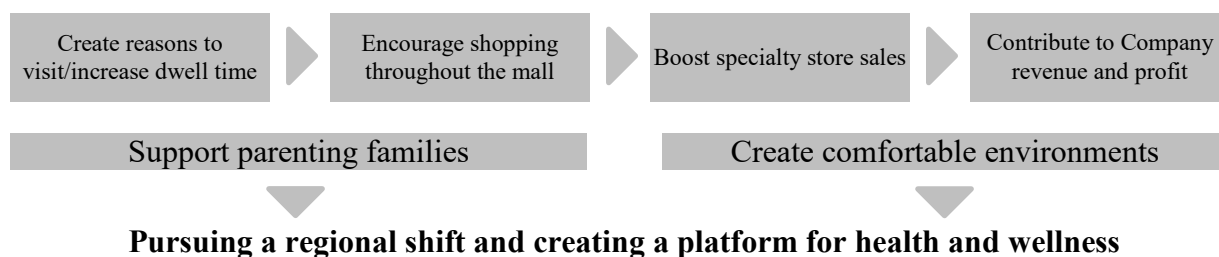 Create reasons to
visit/increase dwell time
Encourage shopping
throughout the mall
Boost specialty store sales
Contribute to Company
revenue and profit
Support parenting families
Create comfortable environments
Pursuing a regional shift and creating a platform for health and wellness